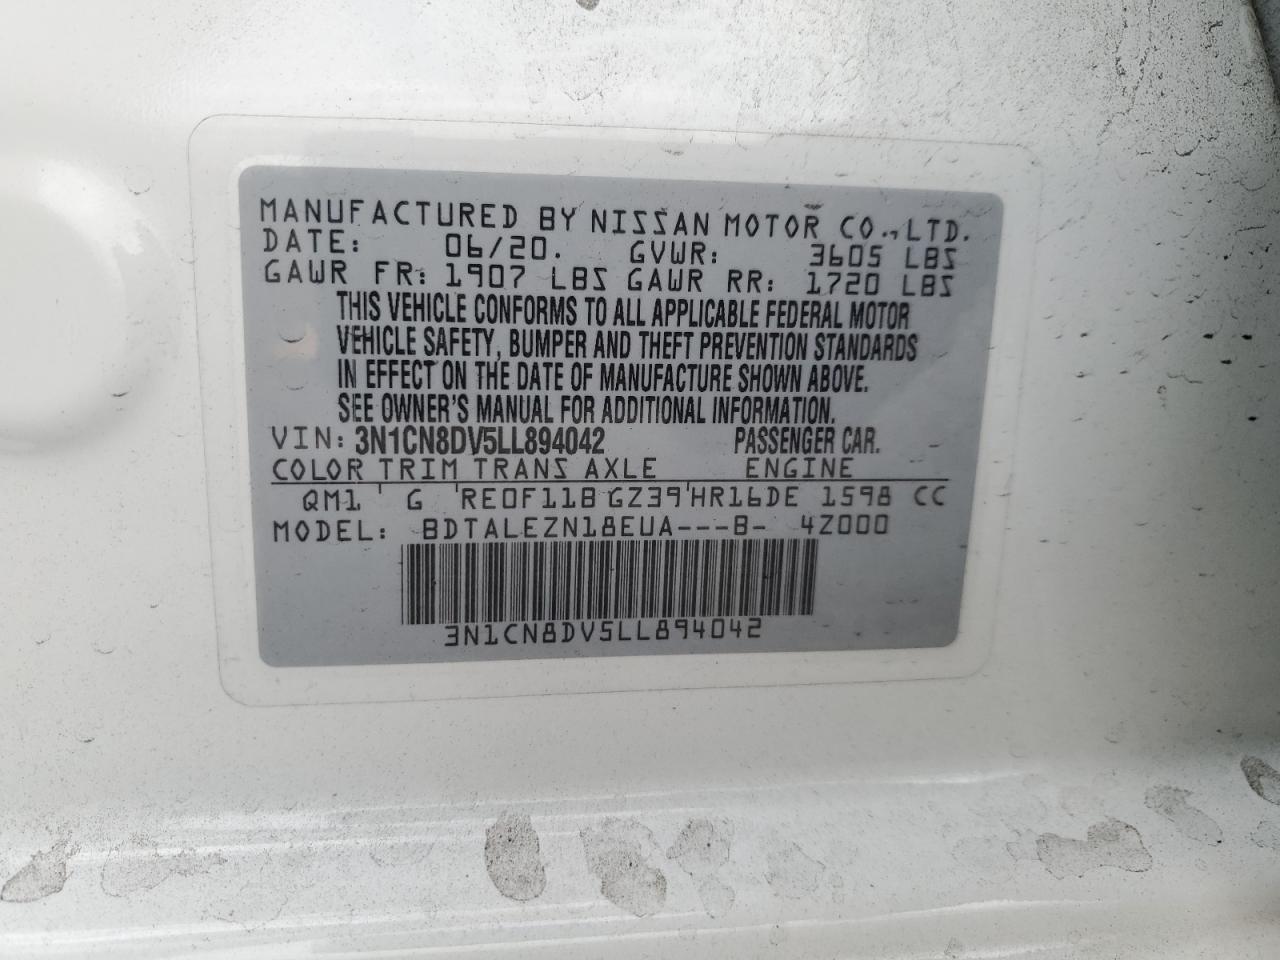 MANUFACTURED BY NISSAN MOTOR CO., LTD.
DATE: 06/20. GVWR: 3605 LBS
GAWR FR: 1907 LBS GAWR RR: 1720 LBS
THIS VEHICLE CONFORMS TO ALL APPLICABLE FEDERAL MOTOR
VEHICLE SAFETY, BUMPER AND THEFT PREVENTION STANDARDS
IN EFFECT ON THE DATE OF MANUFACTURE SHOWN ABOVE.
SEE OWNER'S MANUAL FOR ADDITIONAL INFORMATION.
VIN: 3N1CN8DV5LL894042 PASSENGER CAR.
COLOR TRIM TRANS AXLE ENGINE
QM1 ' G ' RE0F11B GZ39 ' HR16DE 1598 CC
MODEL: BDTALEZN18EUA---B- 4Z000
3N1CN8DV5LL894042